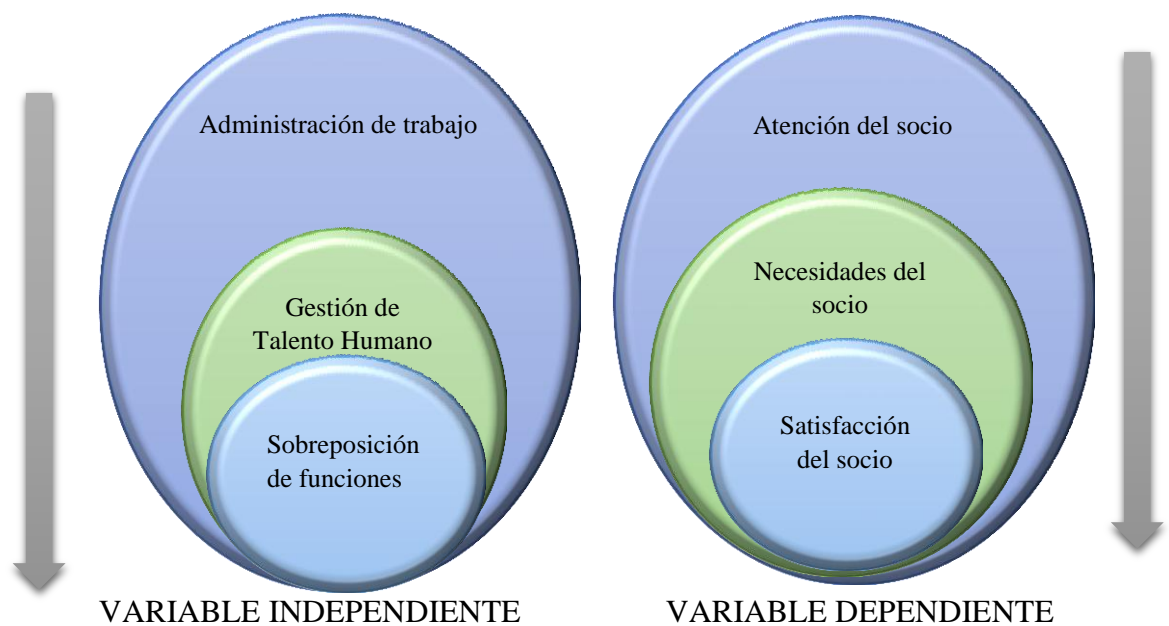 Administración de trabajo
Gestión de
Talento Humano
Sobreposición
de funciones
VARIABLE INDEPENDIENTE
Atención del socio
Necesidades del
socio
Satisfacción
del socio
VARIABLE DEPENDIENTE